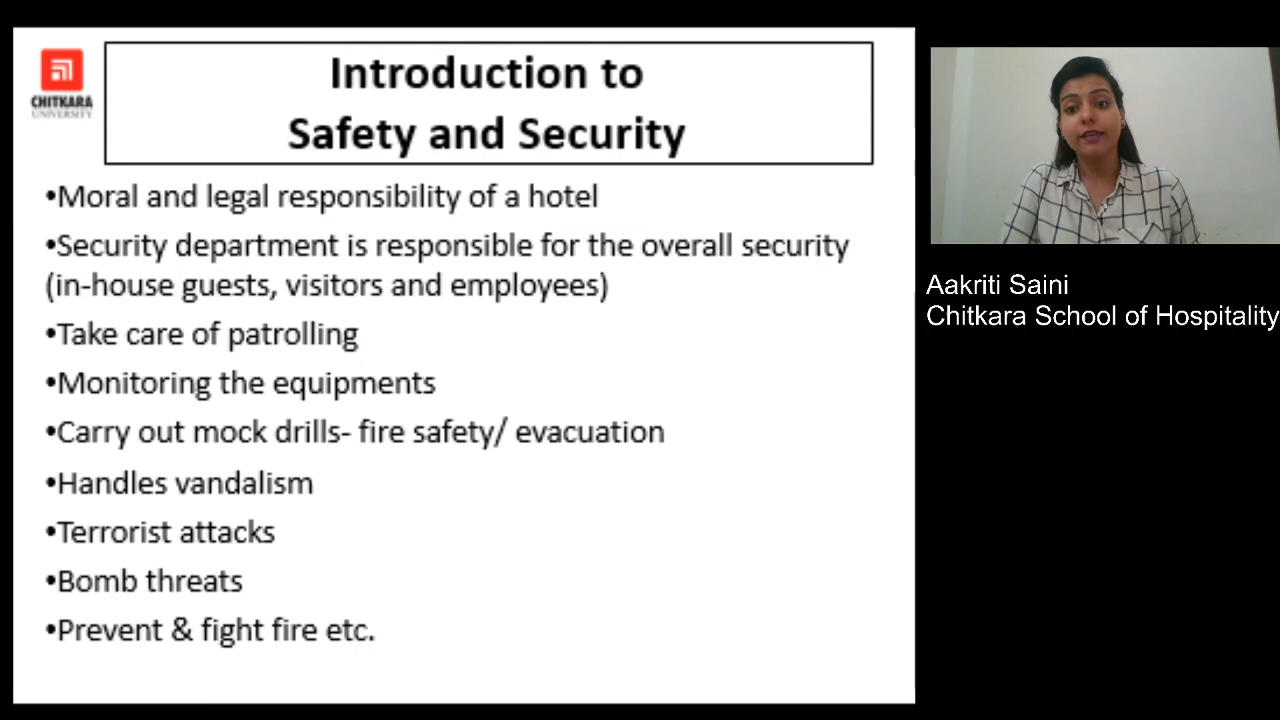 CHITKARA
UNIVERSITY
Introduction to
Safety and Security
•Moral and legal responsibility of a hotel
•Security department is responsible for the overall security
(in-house guests, visitors and employees)
•Take care of patrolling
•Monitoring the equipments
•Carry out mock drills- fire safety/ evacuation
•Handles vandalism
•Terrorist attacks
•Bomb threats
•Prevent & fight fire etc.
Aakriti Saini
Chitkara School of Hospitality